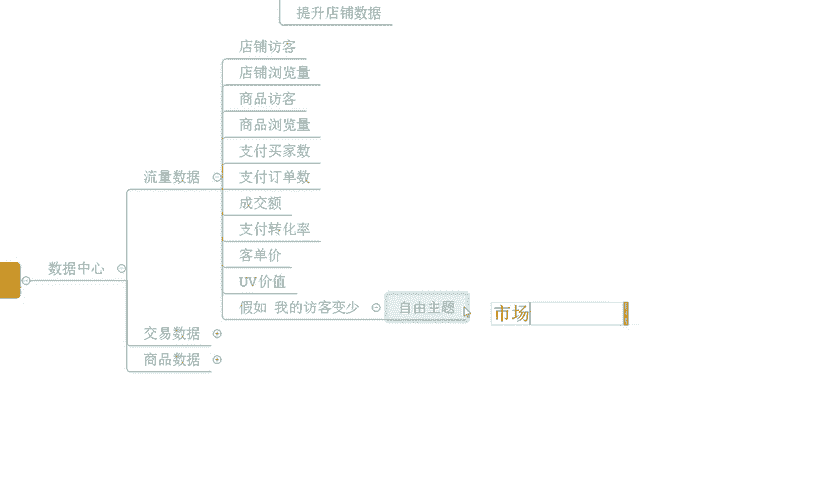 提升店铺数据
店铺访客
店铺浏览量
商品访客
商品浏览量
支付买家数
流量数据
支付订单数
成交额
支付转化率
客单价
数据中心
UV价值
假如 我的访客变少
自由主题
市场
交易数据
商品数据